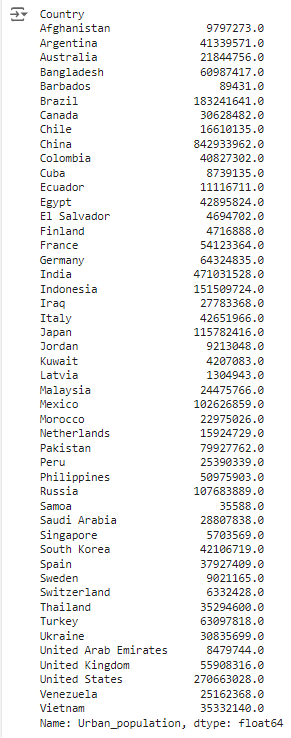 Country
Afghanistan 9797273.0
Argentina 41339571.0
Australia 21844756.0
Bangladesh 60987417.0
Barbados 89431.0
Brazil 183241641.0
Canada 30628482.0
Chile 16610135.0
China 842933962.0
Colombia 40827302.0
Cuba 8739135.0
Ecuador 11116711.0
Egypt 42895824.0
El Salvador 4694702.0
Finland 4716888.0
France 54123364.0
Germany 64324835.0
India 471031528.0
Indonesia 151509724.0
Iraq 27783368.0
Italy 42651966.0
Japan 115782416.0
Jordan 9213048.0
Kuwait 4207083.0
Latvia 1304943.0
Malaysia 24475766.0
Mexico 102626859.0
Morocco 22975026.0
Netherlands 15924729.0
Pakistan 79927762.0
Peru 25390339.0
Philippines 50975903.0
Russia 107683889.0
Samoa 35588.0
Saudi Arabia 28807838.0
Singapore 5703569.0
South Korea 42106719.0
Spain 37927409.0
Sweden 9021165.0
Switzerland 6332428.0
Thailand 35294600.0
Turkey 63097818.0
Ukraine 30835699.0
United Arab Emirates 8479744.0
United Kingdom 55908316.0
United States 270663028.0
Venezuela 25162368.0
Vietnam 35332140.0
Name: Urban_population, dtype: float64